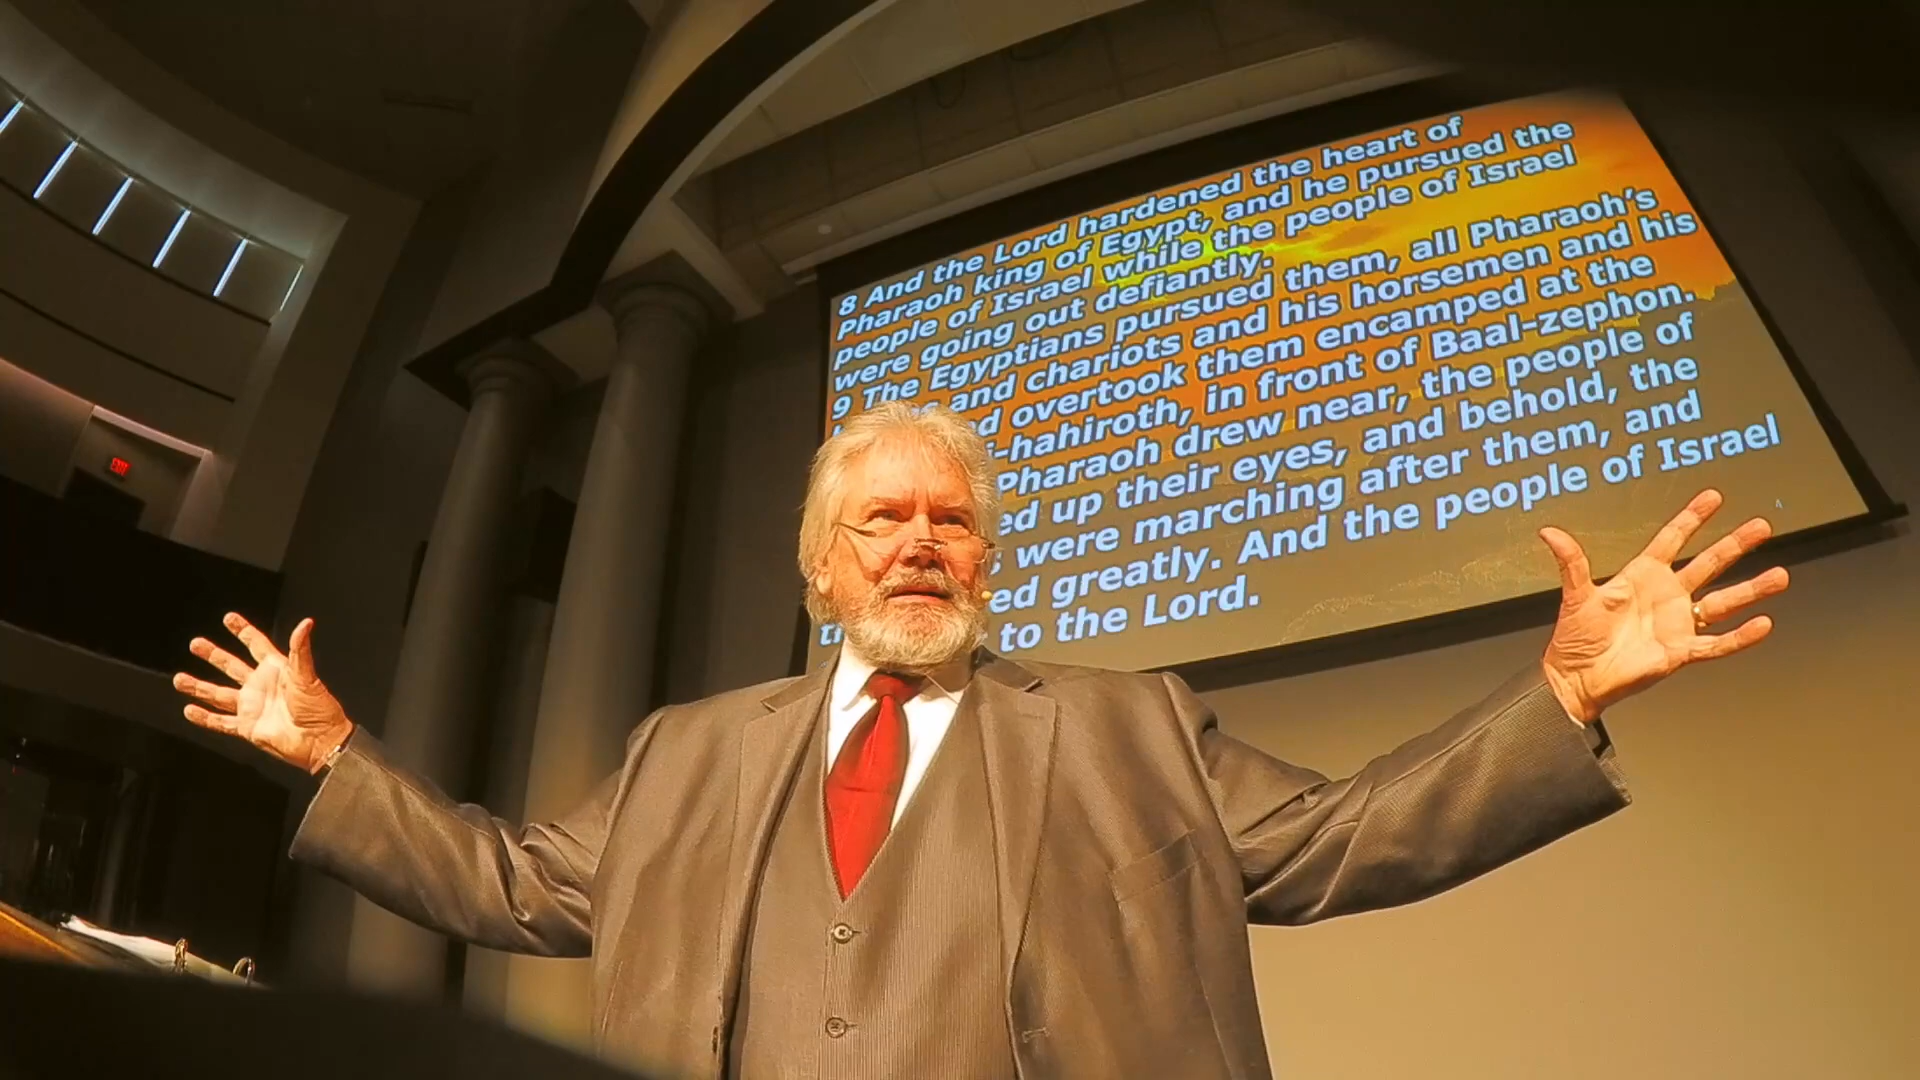 8 And the Lord hardened the heart of
Pharaoh king of Egypt, and he pursued the
people of Israel while the people of Israel
were going out defiantly.
9 The Egyptians pursued them, all Pharaoh's
and chariots and his horsemen and his
overtook them encamped at the
-hahiroth, in front of Baal-zephon.
Pharaoh drew near, the people of
up their eyes, and behold, the
were marching after them, and
greatly. And the people of Israel
to the Lord.
4
EXIT